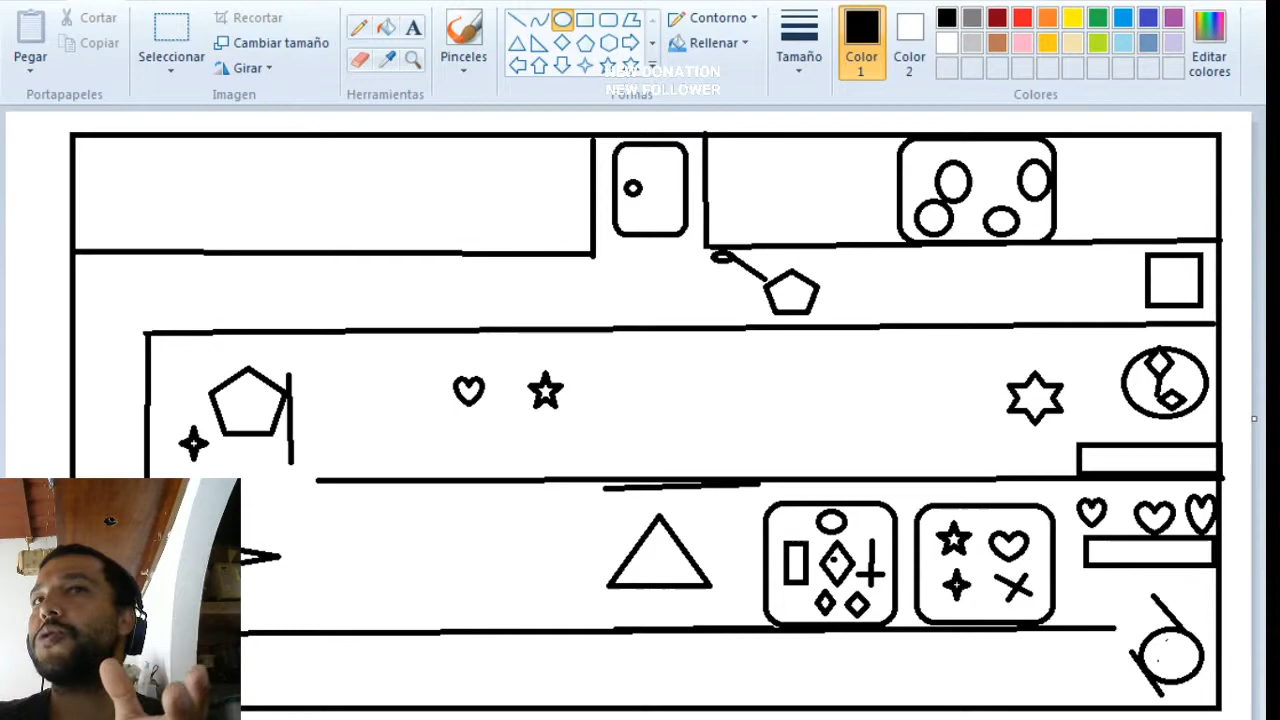 Pegar
Cortar
Copiar
Portapapeles
Seleccionar
Recortar
Cambiar tamaño
Girar
Imagen
A
Herramientas
Pinceles
Contorno
Rellenar
Formas
NEW DONATION
NEW FOLLOWER
Tamaño
Color
1
Color
2
Editar
colores
Colores